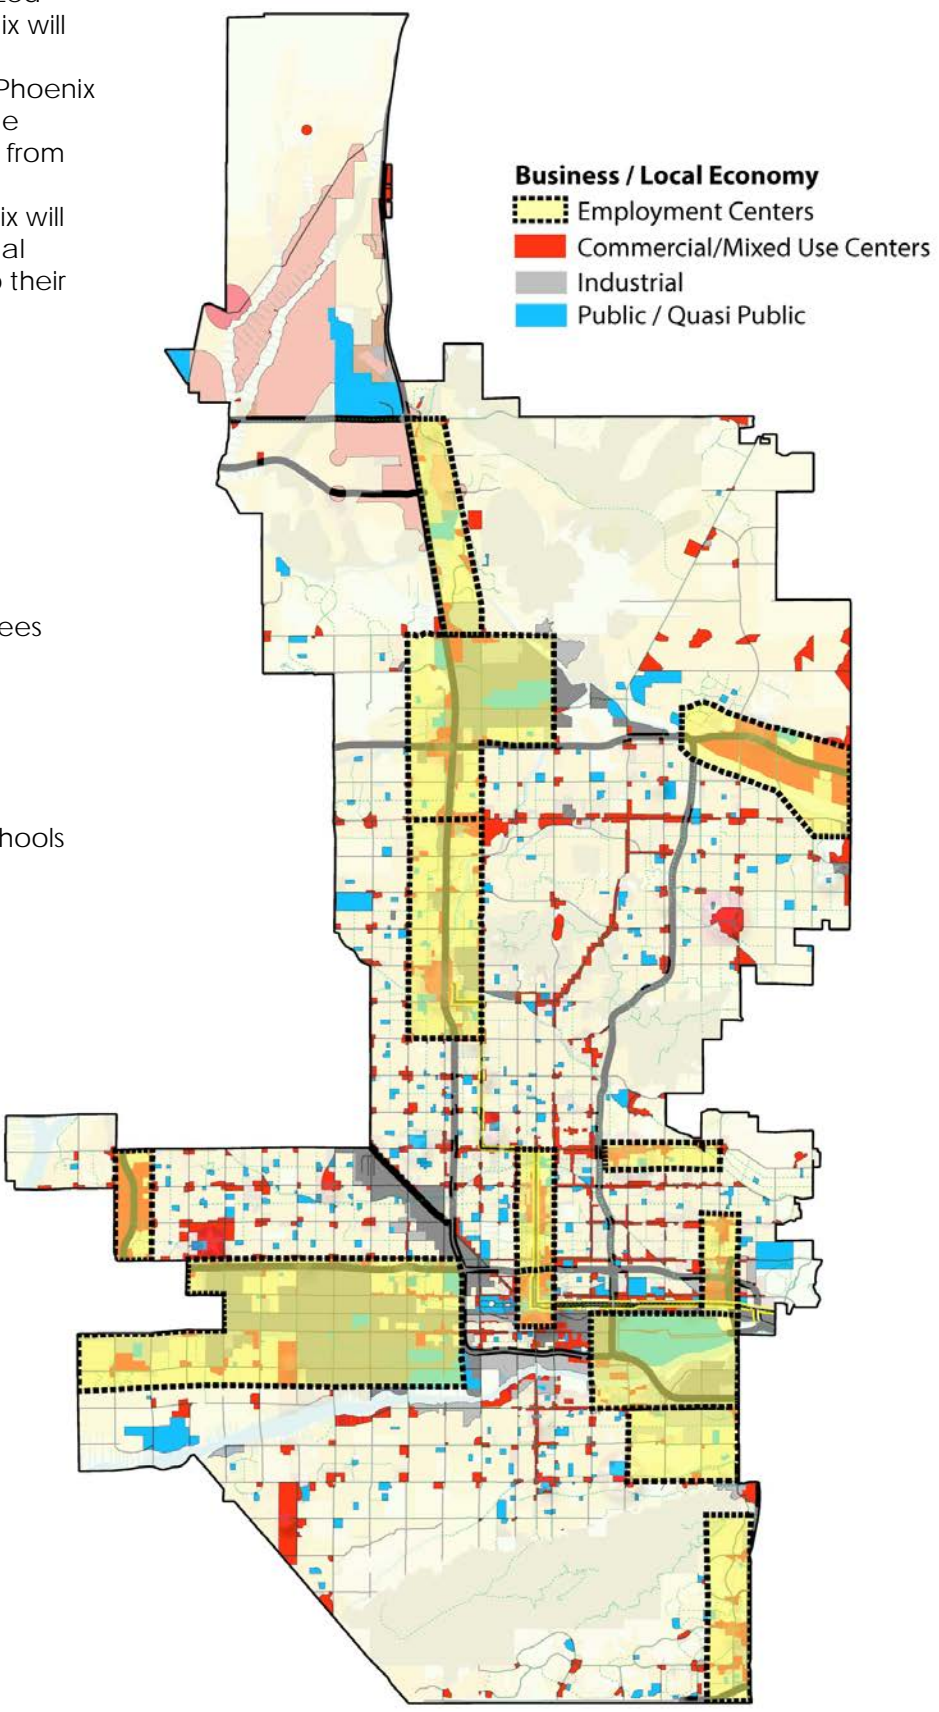 ix will
Phoenix
e
from
ix will
al
their
ees
hools
Business / Local Economy
Employment Centers
Commercial/Mixed Use Centers
Industrial
Public / Quasi Public